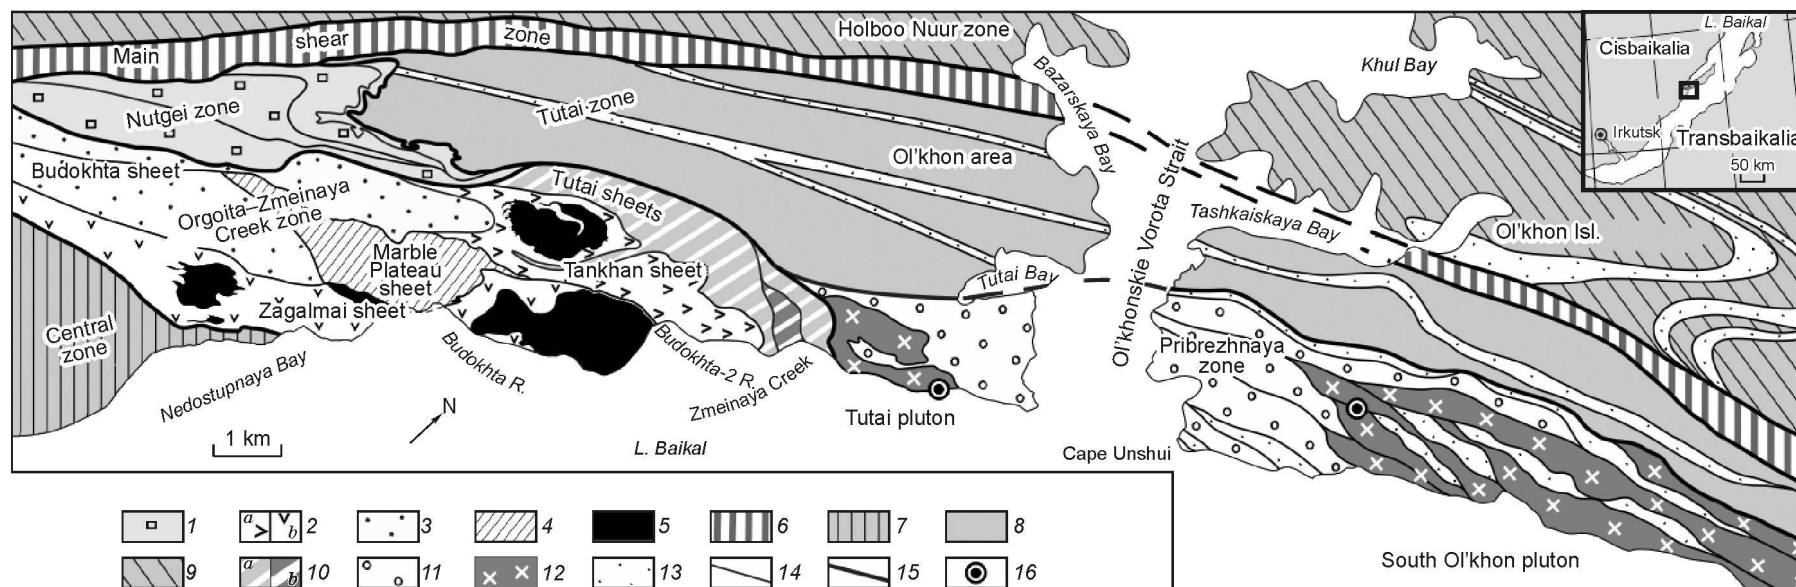 Main
shear
zone
Holboo Nuur zone
Bazarskaya Bay
Khul Bay
L. Baikal
Cisbaikalia
Irkutsk
Transbaikalia
50 km
Nutgei zone
Tutai zone
Ol'khon area
Budokhta sheet
Orgoita–Zmeinaya
Creek zone
Tutai sheets
Marble
Plateau
sheet
Tankhan sheet
Zagalmai sheet
Central
zone
Tutai Bay
Ol'khonskie Vorota Strait
Tashkaiskaya Bay
Ol'khon Isl.
Pribrezhnaya
zone
Nedostupnaya Bay
Budokhta R.
Budokhta-2 R.
Zmeinaya Creek
Tutai pluton
N
1 km
L. Baikal
Cape Unshui
South Ol'khon pluton
1
a b 2
3
4
5
6
7
8
9
a b 10
11
12
13
14
15
16